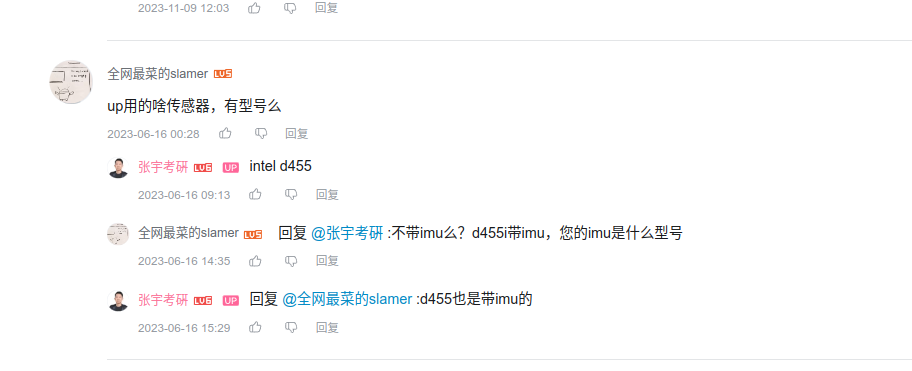 2023-11-09 12:03 回复
全网最菜的slamer LV5
up用的啥传感器，有型号么
2023-06-16 00:28 回复
张宇考研 LV6 UP intel d455
2023-06-16 09:13 回复
全网最菜的slamer LV5 回复 @张宇考研 :不带imu么？d455i带imu，您的imu是什么型号
2023-06-16 14:35 回复
张宇考研 LV6 UP 回复 @全网最菜的slamer :d455也是带imu的
2023-06-16 15:29 回复